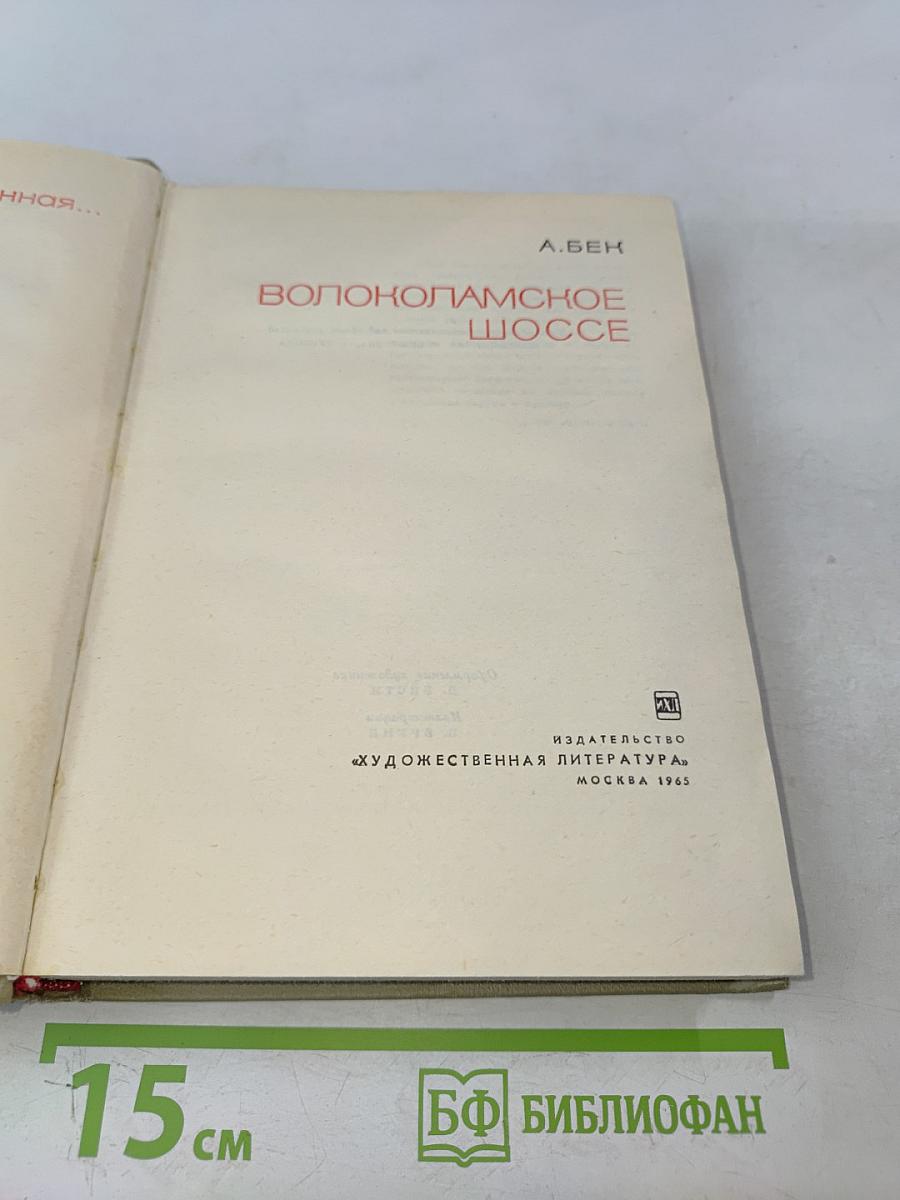 нная...
А.БЕК
ВОЛОКОЛАМСКОЕ
ШОССЕ
ИХЛ
ИЗДАТЕЛЬСТВО
«ХУДОЖЕСТВЕННАЯ ЛИТЕРАТУРА»
МОСКВА 1965
15 см
БФ БИБЛИОФАН